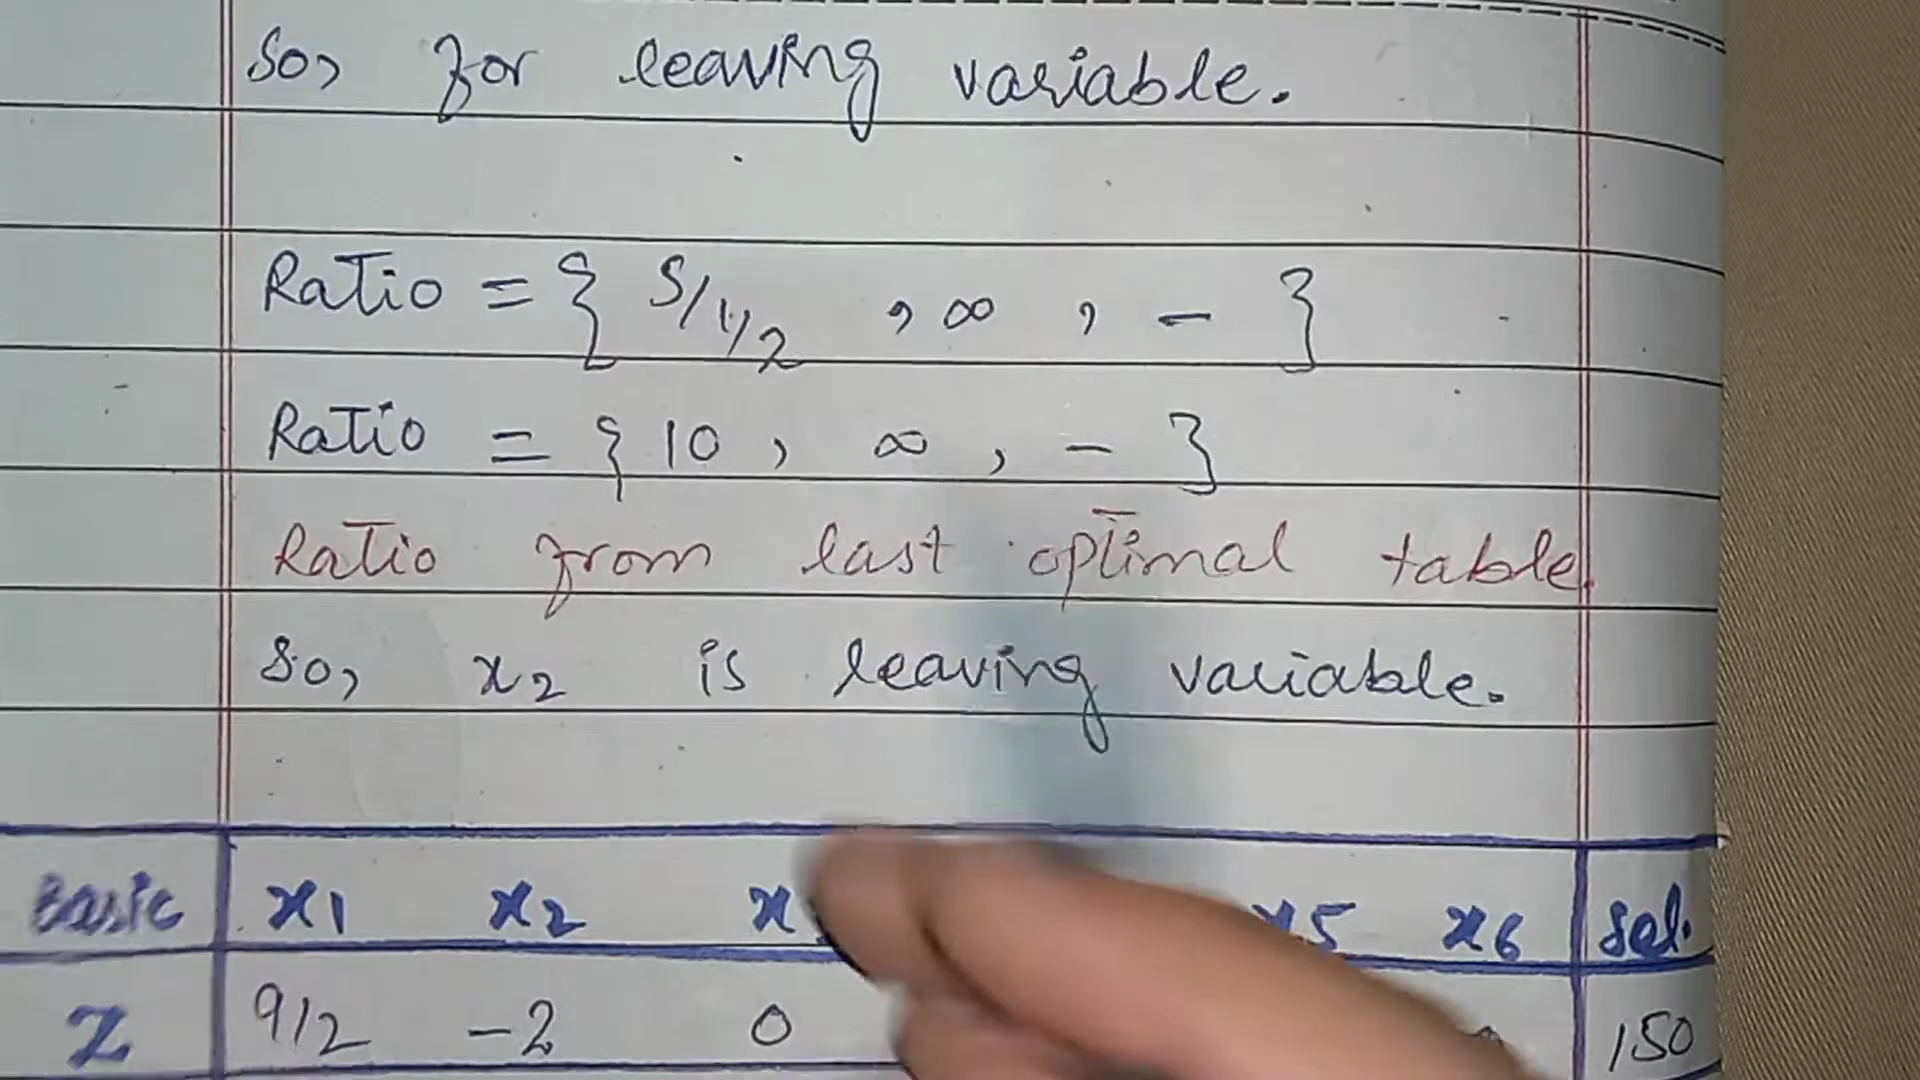 So, for leaving variable.
Ratio = { 5/1/2 , ∞ , - }
Ratio = { 10 , ∞ , - }
Ratio from last optimal table.
So, x2 is leaving variable.
Basic x1 x2 x5 x6 sol.
Z 9/2 -2 0 150